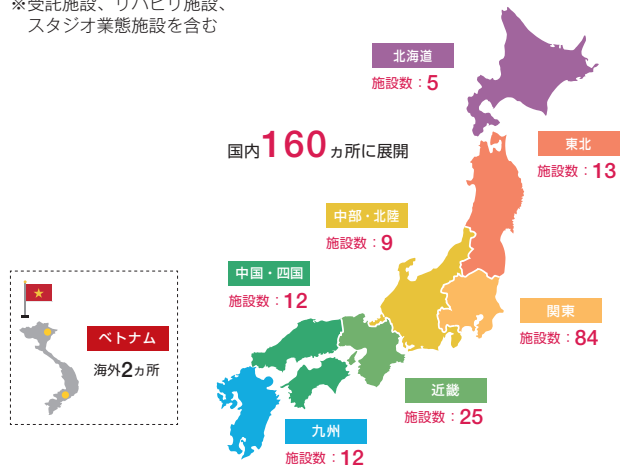 ※受託施設、リハビリ施設、
スタジオ業態施設を含む
北海道
施設数：5
国内160ヵ所に展開
東北
施設数：13
中部・北陸
施設数：9
中国・四国
施設数：12
関東
施設数：84
ベトナム
海外2ヵ所
近畿
施設数：25
九州
施設数：12